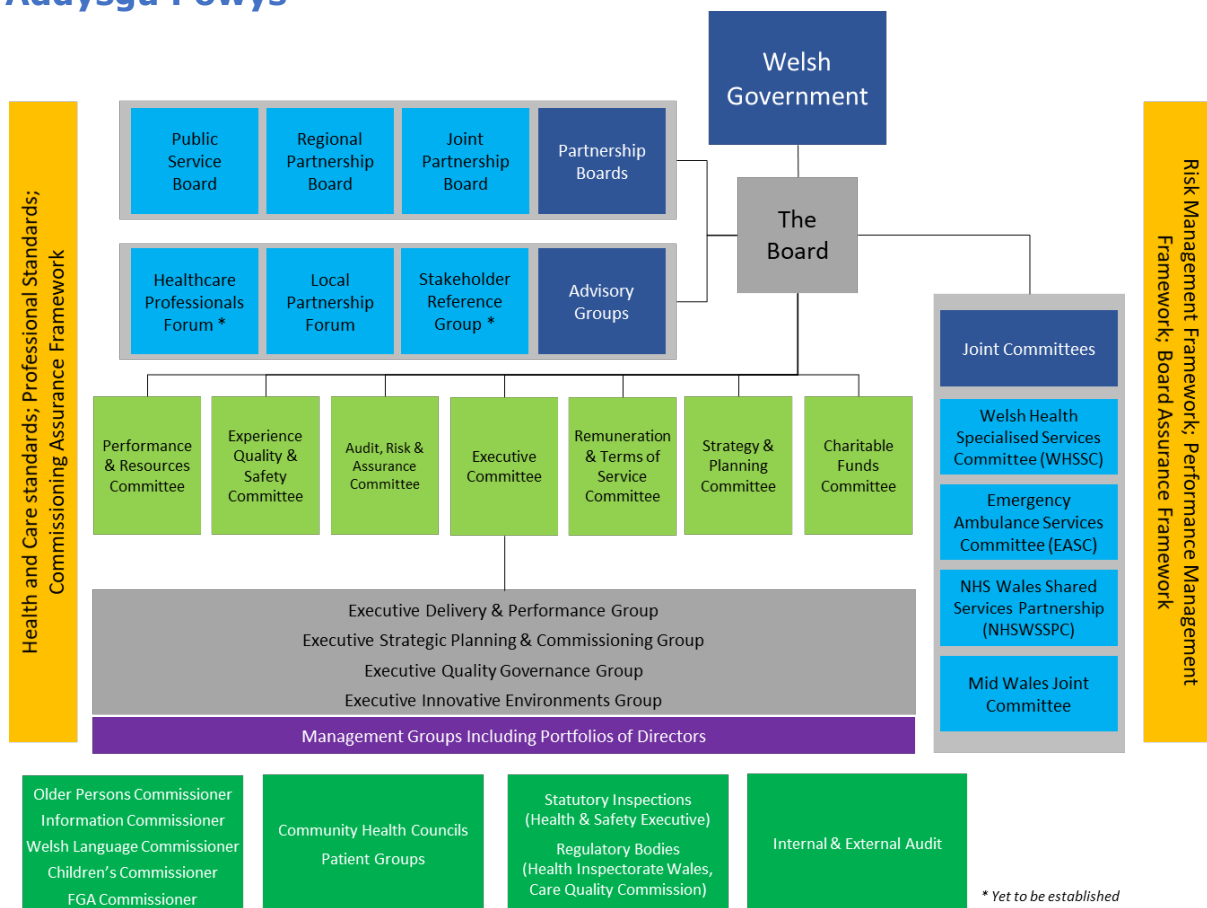 Addysgu Powys
Welsh
Government
Public
Service
Board
Regional
Partnership
Board
Joint
Partnership
Board
Partnership
Boards
The
Board
Healthcare
Professionals
Forum *
Local
Partnership
Forum
Stakeholder
Reference
Group *
Advisory
Groups
Health and Care standards; Professional Standards;
Commissioning Assurance Framework
Risk Management Framework; Performance Management
Framework; Board Assurance Framework
Performance
& Resources
Committee
Experience
Quality &
Safety
Committee
Audit, Risk &
Assurance
Committee
Executive
Committee
Remuneration
& Terms of
Service
Committee
Strategy &
Planning
Committee
Charitable
Funds
Committee
Joint Committees
Welsh Health
Specialised Services
Committee (WHSSC)
Emergency
Ambulance Services
Committee (EASC)
NHS Wales Shared
Services Partnership
(NHSWSSPC)
Mid Wales Joint
Committee
Executive Delivery & Performance Group
Executive Strategic Planning & Commissioning Group
Executive Quality Governance Group
Executive Innovative Environments Group
Management Groups Including Portfolios of Directors
Older Persons Commissioner
Information Commissioner
Welsh Language Commissioner
Children's Commissioner
FGA Commissioner
Community Health Councils
Patient Groups
Statutory Inspections
(Health & Safety Executive)
Regulatory Bodies
(Health Inspectorate Wales,
Care Quality Commission)
Internal & External Audit
* Yet to be established